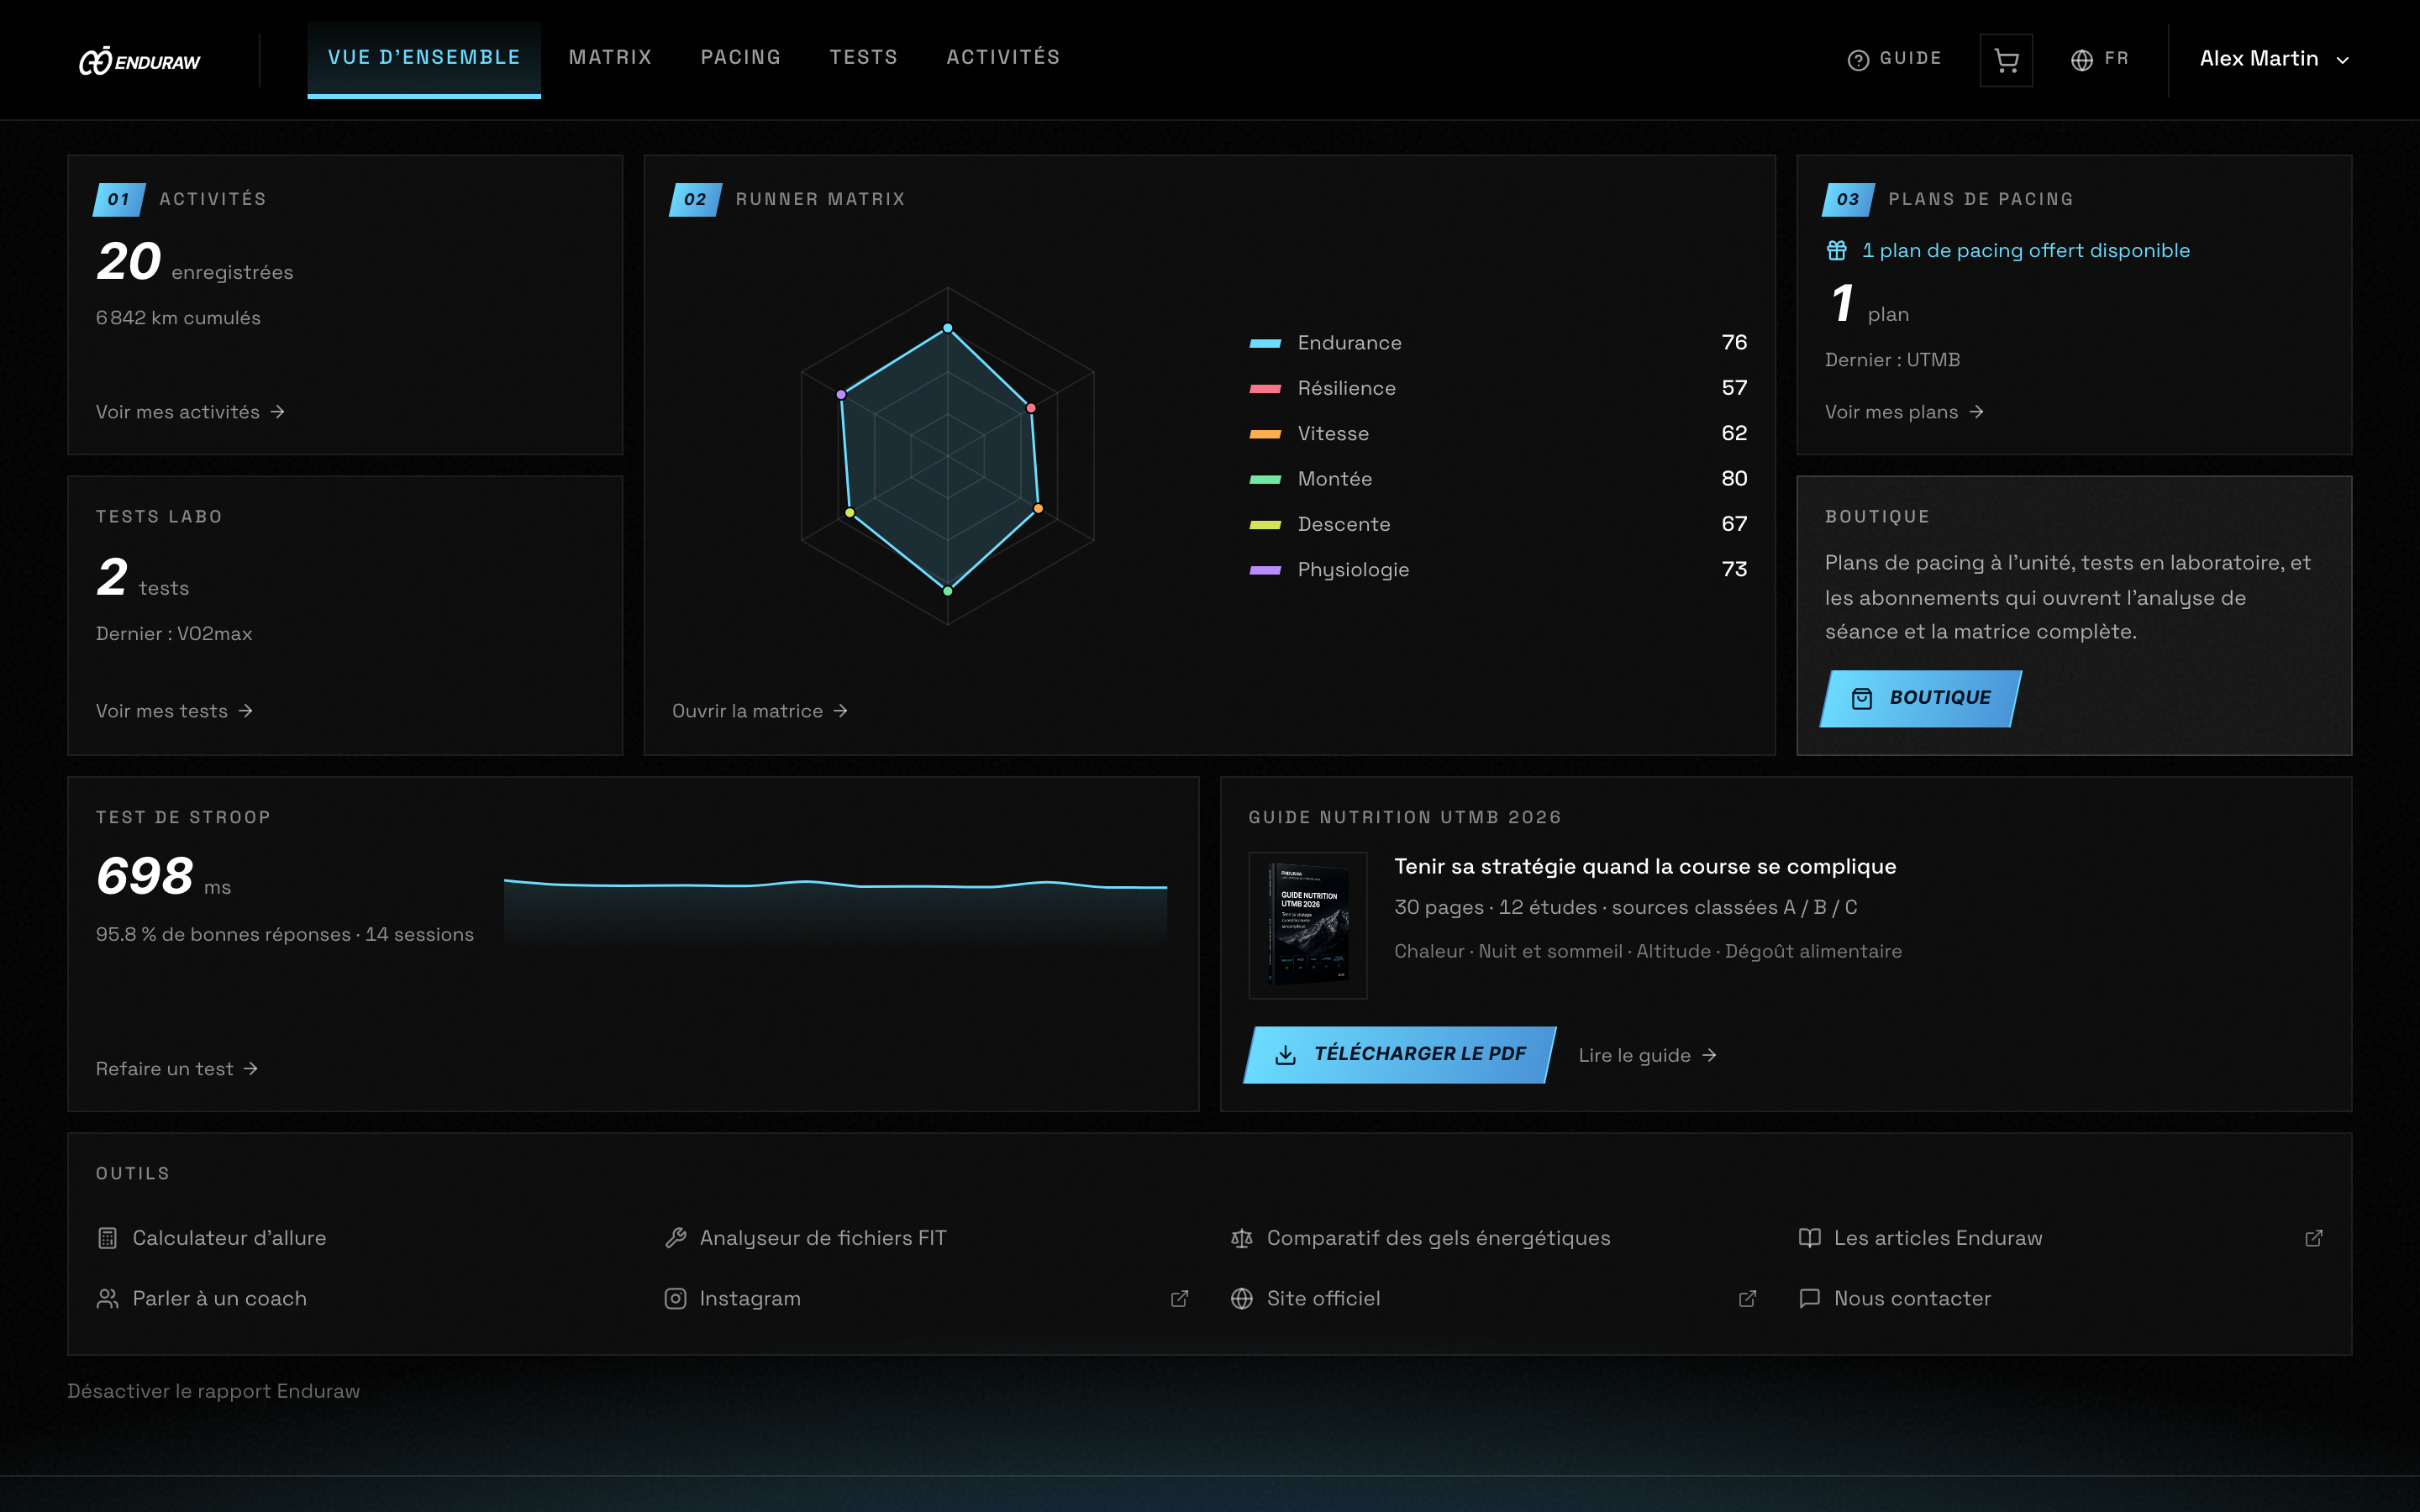 ENDURAW
VUE D'ENSEMBLE
MATRIX
PACING
TESTS
ACTIVITÉS
GUIDE
FR
Alex Martin
01 ACTIVITÉS
20 enregistrées
6 842 km cumulés
Voir mes activités →
02 RUNNER MATRIX
Endurance 76
Résilience 57
Vitesse 62
Montée 80
Descente 67
Physiologie 73
Ouvrir la matrice →
03 PLANS DE PACING
1 plan de pacing offert disponible
1 plan
Dernier : UTMB
Voir mes plans →
TESTS LABO
2 tests
Dernier : VO2max
Voir mes tests →
BOUTIQUE
Plans de pacing à l'unité, tests en laboratoire, et
les abonnements qui ouvrent l'analyse de
séance et la matrice complète.
BOUTIQUE
TEST DE STROOP
698 ms
95.8 % de bonnes réponses · 14 sessions
Refaire un test →
GUIDE NUTRITION UTMB 2026
ENDURAW
GUIDE NUTRITION
UTMB 2026
Tenir sa stratégie quand la course se complique
30 pages · 12 études · sources classées A / B / C
Chaleur · Nuit et sommeil · Altitude · Dégoût alimentaire
TÉLÉCHARGER LE PDF
Lire le guide →
OUTILS
Calculateur d'allure
Analyseur de fichiers FIT
Comparatif des gels énergétiques
Les articles Enduraw
Parler à un coach
Instagram
Site officiel
Nous contacter
Désactiver le rapport Enduraw